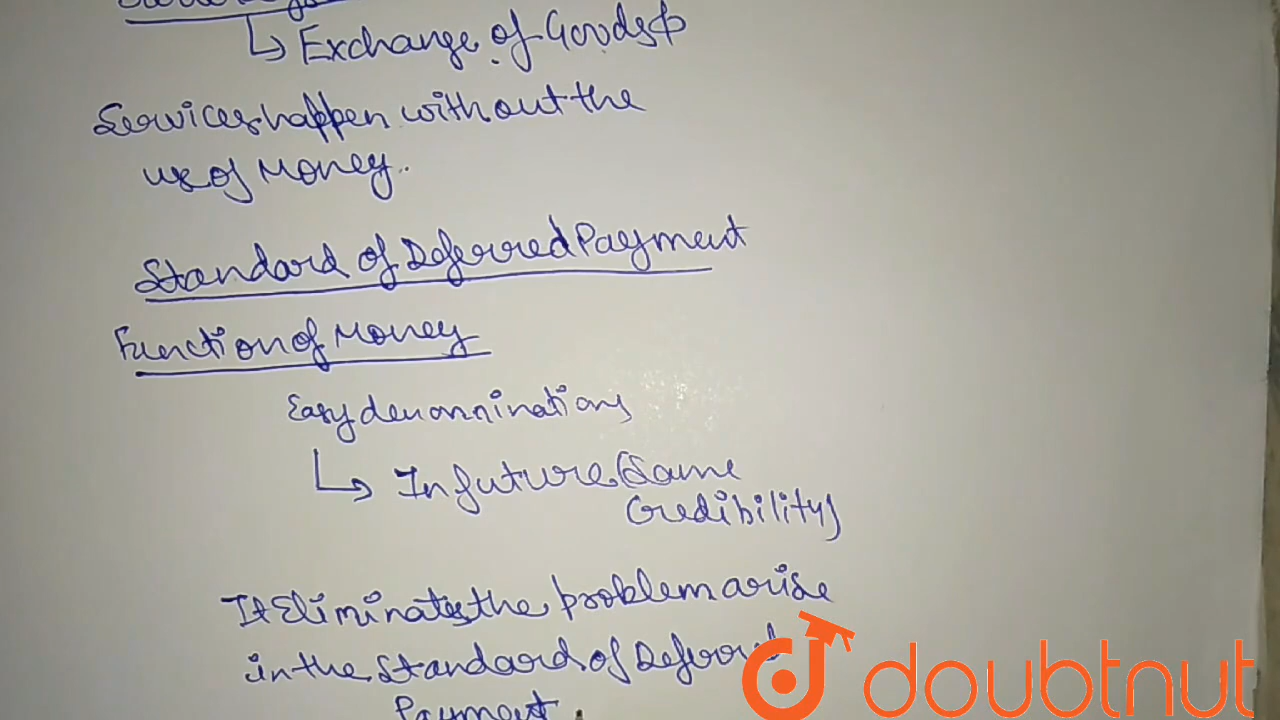 Exchange of Goods &
Services happen without the
use of Money.
Standard of Deferred Payment
Function of Money
Easy denominations
In future (Same
Credibility)
It Eliminates the problem arise
in the Standard of Deferred
Payment.
doubtnut